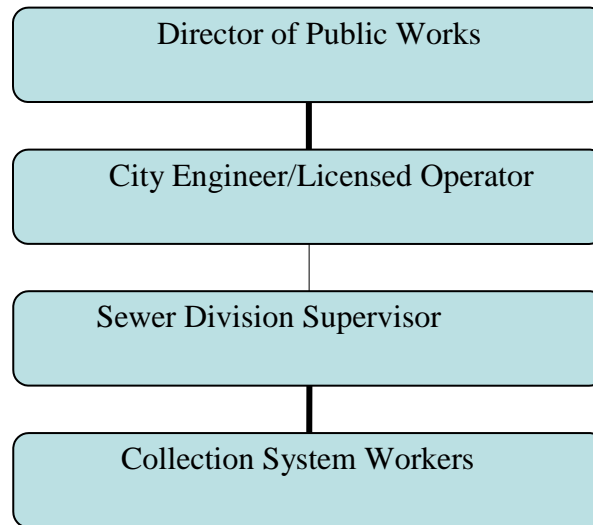 Director of Public Works
City Engineer/Licensed Operator
Sewer Division Supervisor
Collection System Workers